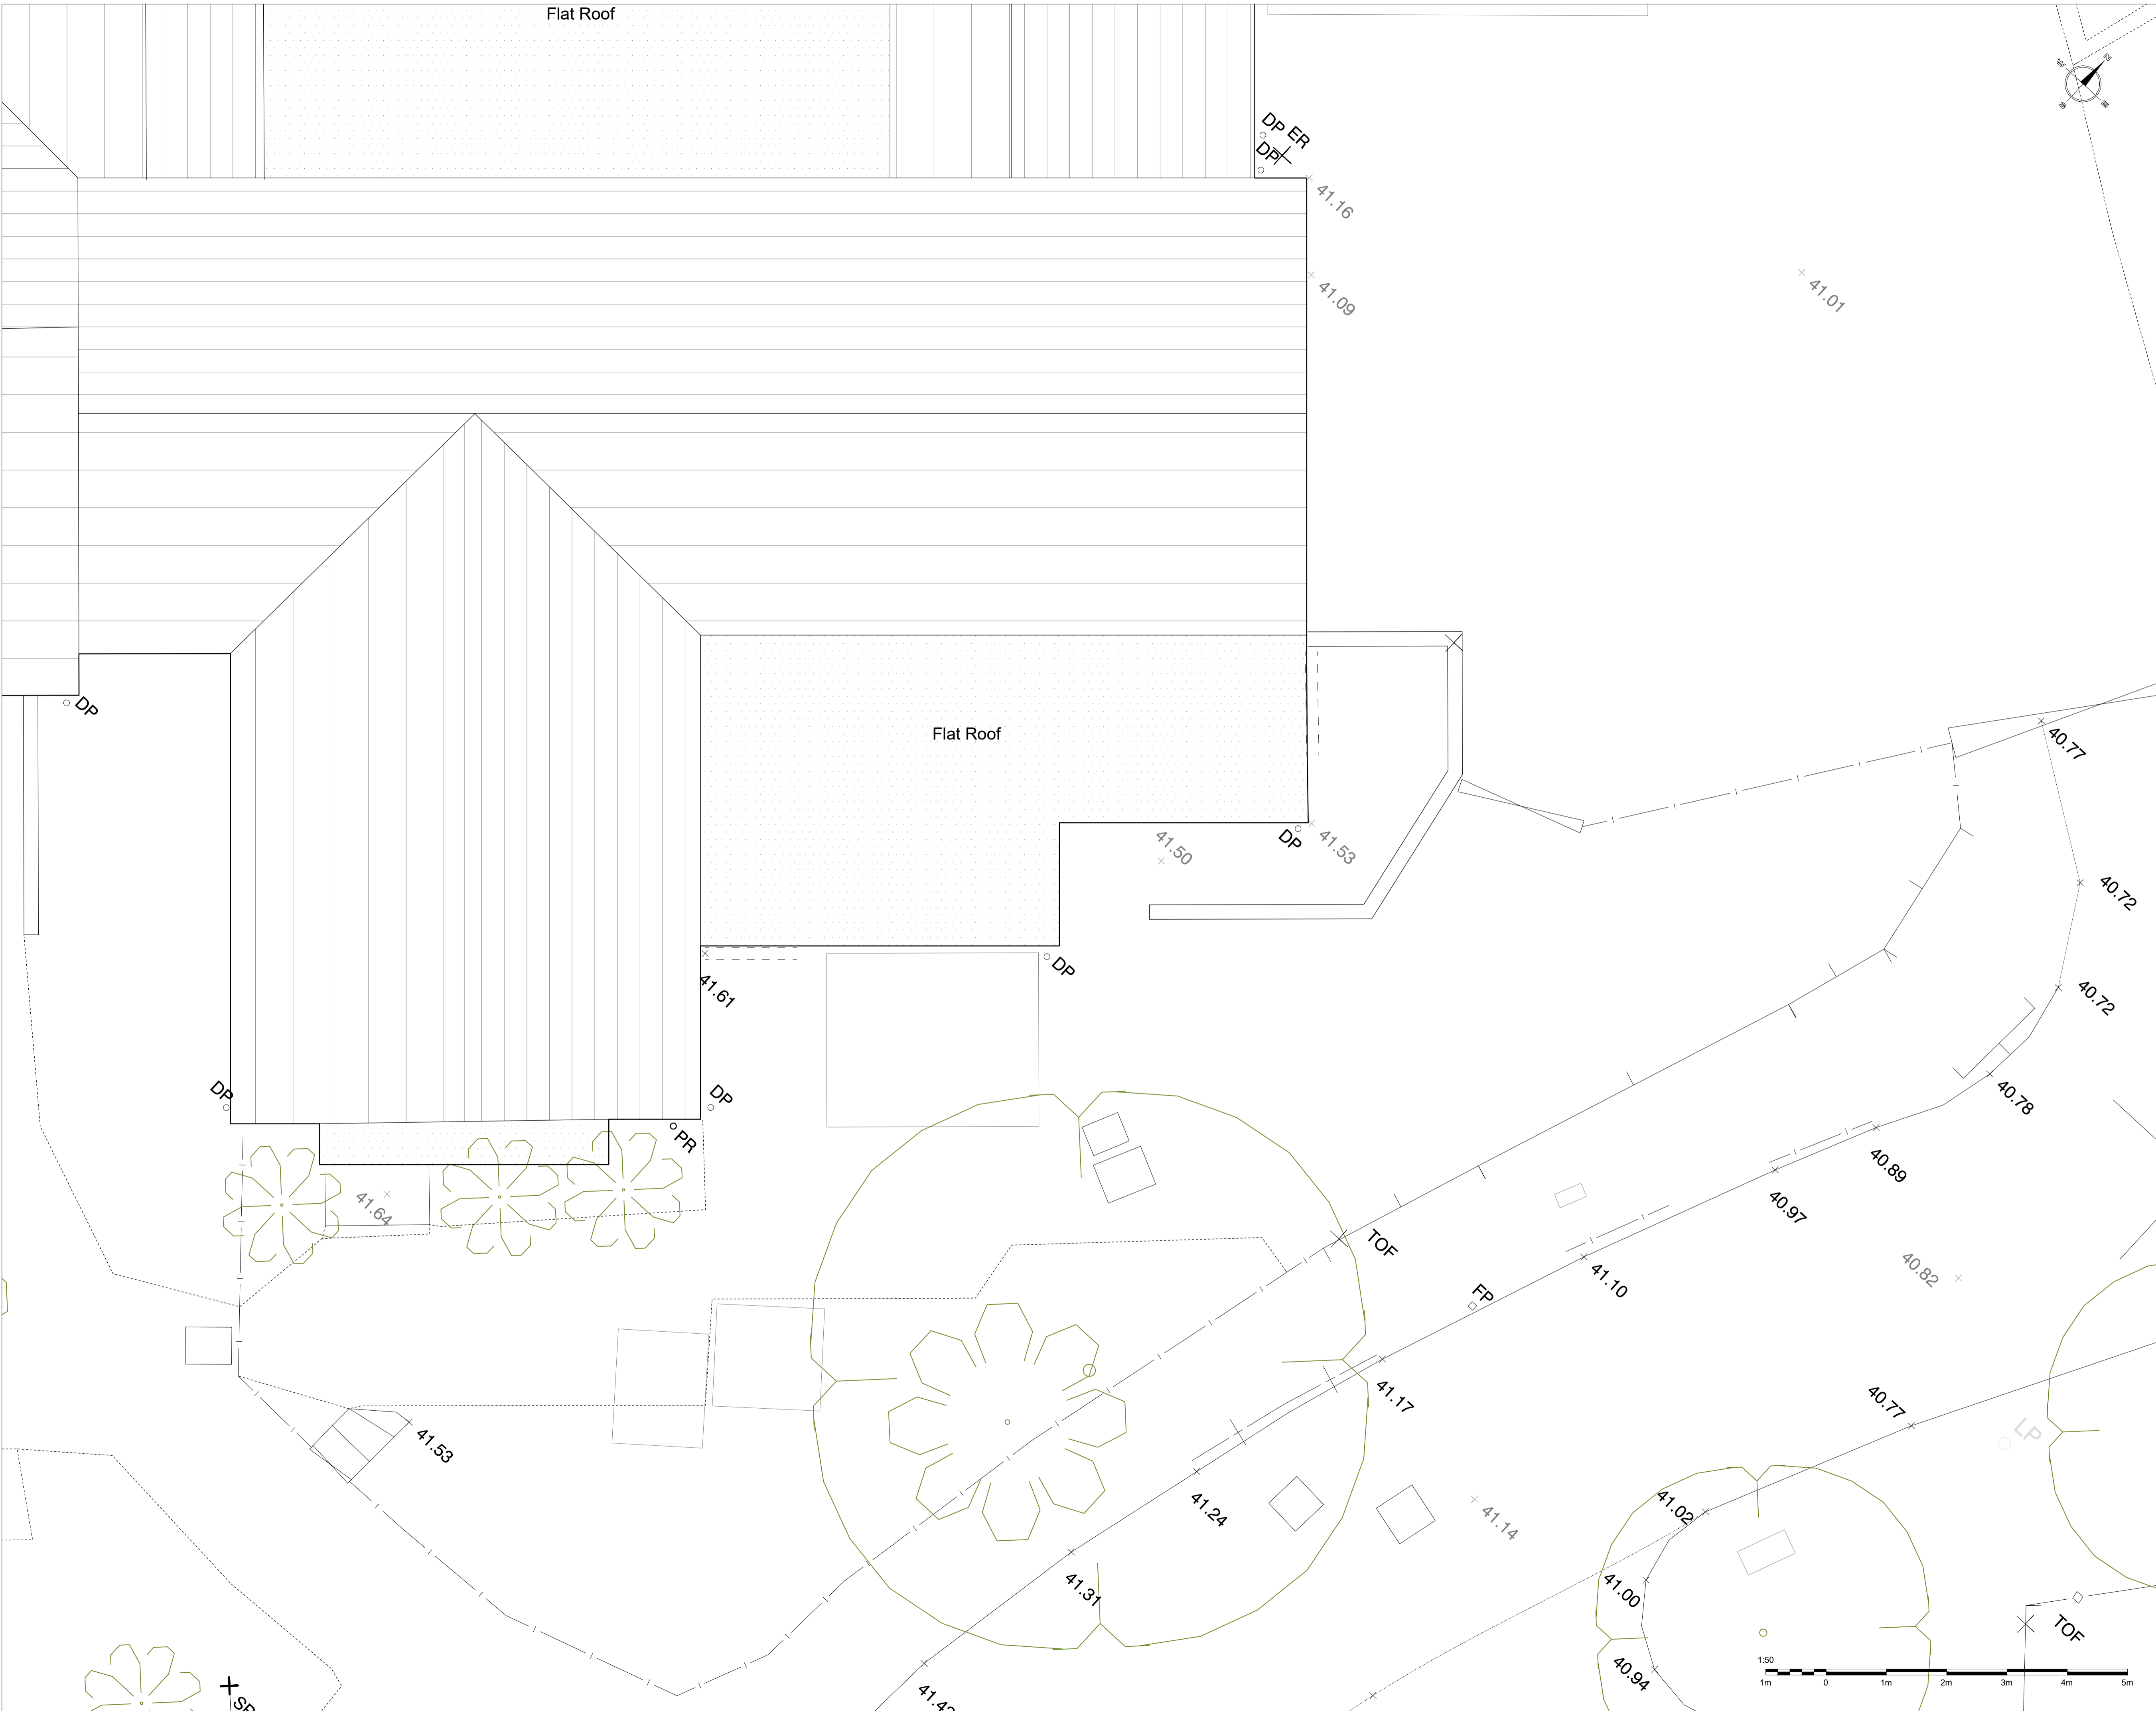 Flat Roof
N
W
E
S
DP
ER
DP
41.16
41.09
41.01
DP
Flat Roof
40.77
41.50
DP
41.53
40.72
DP
41.61
40.72
DP
DP
PR
40.78
40.89
41.64
40.97
TOF
40.82
41.10
FP
41.17
40.77
LP
41.53
41.24
41.02
41.14
41.31
41.00
TOF
40.94
1:50
1m
0
1m
2m
3m
4m
5m